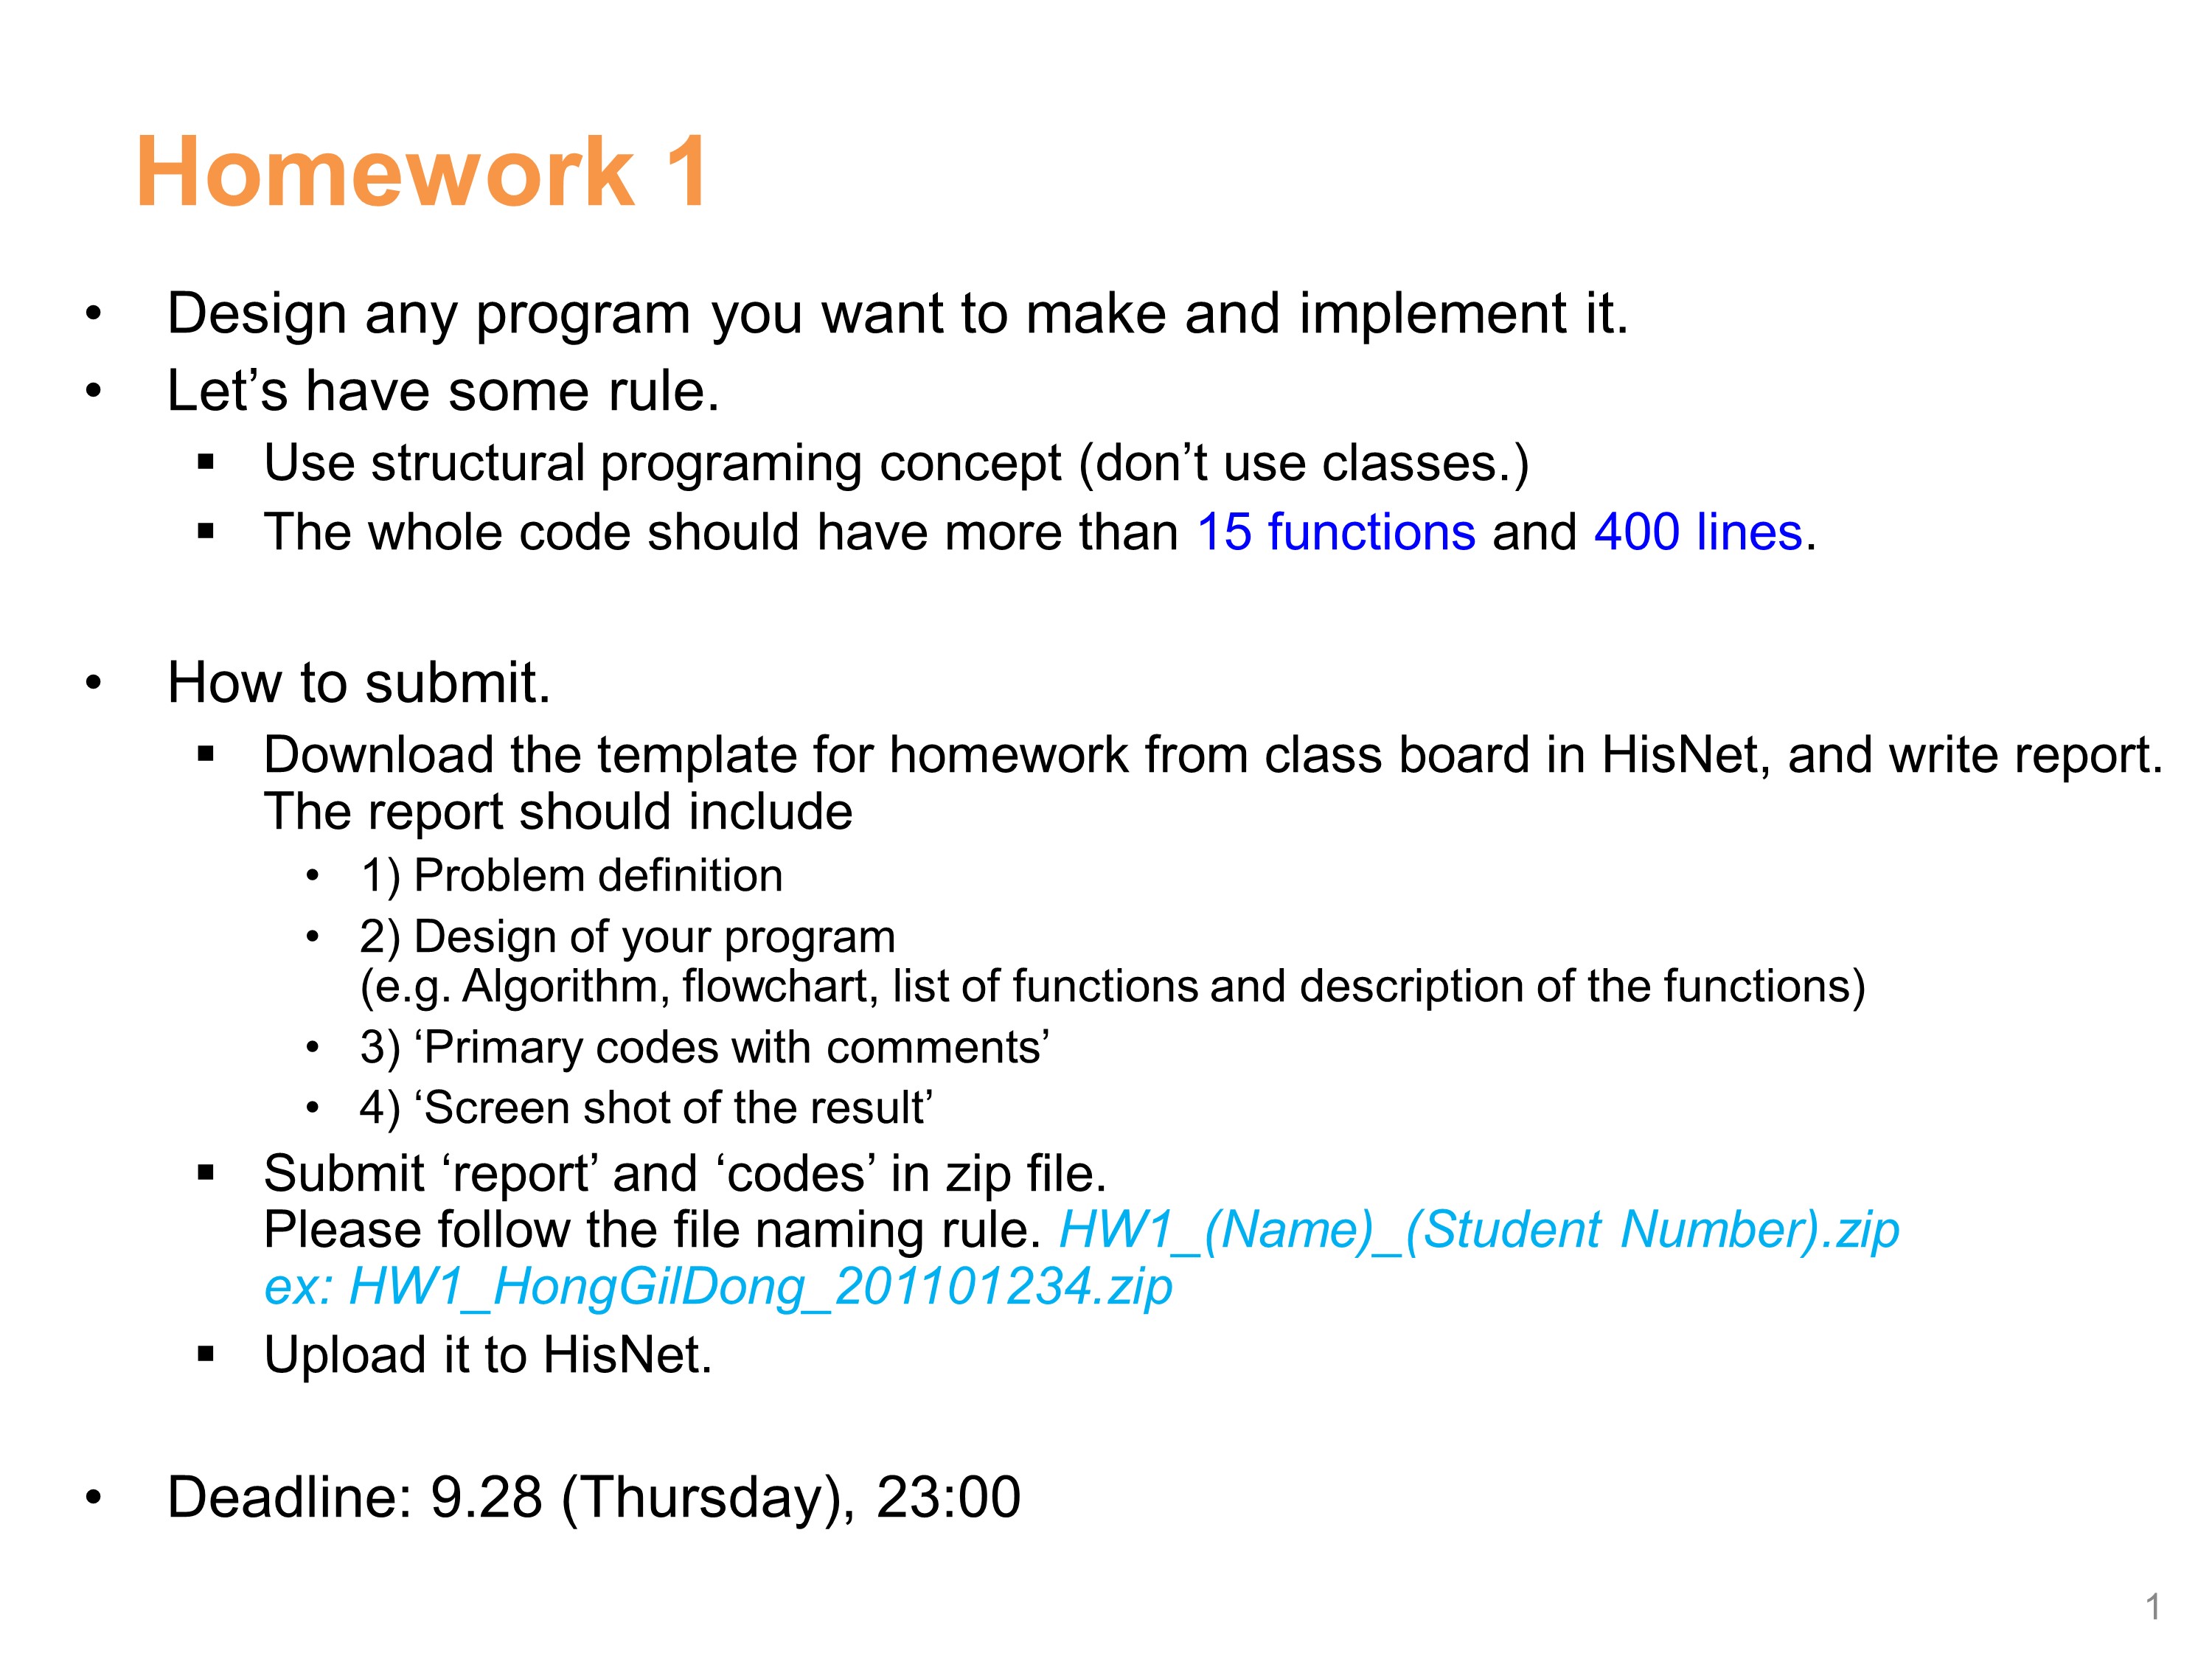 Homework 1
• Design any program you want to make and implement it.
• Let’s have some rule.
▪ Use structural programing concept (don’t use classes.)
▪ The whole code should have more than 15 functions and 400 lines.
• How to submit.
▪ Download the template for homework from class board in HisNet, and write report.
The report should include
• 1) Problem definition
• 2) Design of your program
(e.g. Algorithm, flowchart, list of functions and description of the functions)
• 3) ‘Primary codes with comments’
• 4) ‘Screen shot of the result’
▪ Submit ‘report’ and ‘codes’ in zip file.
Please follow the file naming rule. HW1_(Name)_(Student Number).zip
ex: HW1_HongGilDong_201101234.zip
▪ Upload it to HisNet.
• Deadline: 9.28 (Thursday), 23:00
1